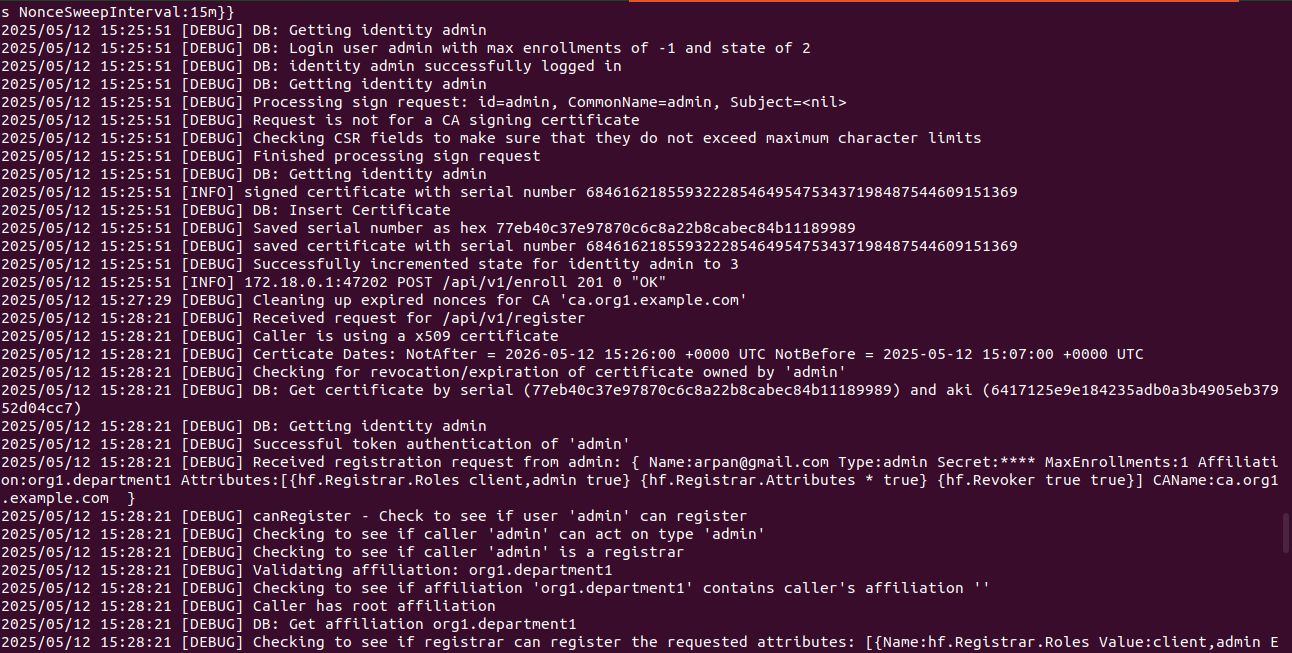 s NonceSweepInterval:15m}}
2025/05/12 15:25:51 [DEBUG] DB: Getting identity admin
2025/05/12 15:25:51 [DEBUG] DB: Login user admin with max enrollments of -1 and state of 2
2025/05/12 15:25:51 [DEBUG] DB: identity admin successfully logged in
2025/05/12 15:25:51 [DEBUG] DB: Getting identity admin
2025/05/12 15:25:51 [DEBUG] Processing sign request: id=admin, CommonName=admin, Subject=<nil>
2025/05/12 15:25:51 [DEBUG] Request is not for a CA signing certificate
2025/05/12 15:25:51 [DEBUG] Checking CSR fields to make sure that they do not exceed maximum character limits
2025/05/12 15:25:51 [DEBUG] Finished processing sign request
2025/05/12 15:25:51 [DEBUG] DB: Getting identity admin
2025/05/12 15:25:51 [INFO] signed certificate with serial number 684616218559322285464954753437198487544609151369
2025/05/12 15:25:51 [DEBUG] DB: Insert Certificate
2025/05/12 15:25:51 [DEBUG] Saved serial number as hex 77eb40c37e97870c6c8a22b8cabec84b11189989
2025/05/12 15:25:51 [DEBUG] saved certificate with serial number 684616218559322285464954753437198487544609151369
2025/05/12 15:25:51 [DEBUG] Successfully incremented state for identity admin to 3
2025/05/12 15:25:51 [INFO] 172.18.0.1:47202 POST /api/v1/enroll 201 0 "OK"
2025/05/12 15:27:29 [DEBUG] Cleaning up expired nonces for CA 'ca.org1.example.com'
2025/05/12 15:28:21 [DEBUG] Received request for /api/v1/register
2025/05/12 15:28:21 [DEBUG] Caller is using a x509 certificate
2025/05/12 15:28:21 [DEBUG] Certicate Dates: NotAfter = 2026-05-12 15:26:00 +0000 UTC NotBefore = 2025-05-12 15:07:00 +0000 UTC
2025/05/12 15:28:21 [DEBUG] Checking for revocation/expiration of certificate owned by 'admin'
2025/05/12 15:28:21 [DEBUG] DB: Get certificate by serial (77eb40c37e97870c6c8a22b8cabec84b11189989) and aki (6417125e9e184235adb0a3b4905eb379
52d04cc7)
2025/05/12 15:28:21 [DEBUG] DB: Getting identity admin
2025/05/12 15:28:21 [DEBUG] Successful token authentication of 'admin'
2025/05/12 15:28:21 [DEBUG] Received registration request from admin: { Name:arpan@gmail.com Type:admin Secret:**** MaxEnrollments:1 Affiliati
on:org1.department1 Attributes:[{hf.Registrar.Roles client,admin true} {hf.Registrar.Attributes * true} {hf.Revoker true true}] CAName:ca.org1
.example.com  }
2025/05/12 15:28:21 [DEBUG] canRegister - Check to see if user 'admin' can register
2025/05/12 15:28:21 [DEBUG] Checking to see if caller 'admin' can act on type 'admin'
2025/05/12 15:28:21 [DEBUG] Checking to see if caller 'admin' is a registrar
2025/05/12 15:28:21 [DEBUG] Validating affiliation: org1.department1
2025/05/12 15:28:21 [DEBUG] Checking to see if affiliation 'org1.department1' contains caller's affiliation ''
2025/05/12 15:28:21 [DEBUG] Caller has root affiliation
2025/05/12 15:28:21 [DEBUG] DB: Get affiliation org1.department1
2025/05/12 15:28:21 [DEBUG] Checking to see if registrar can register the requested attributes: [{Name:hf.Registrar.Roles Value:client,admin E